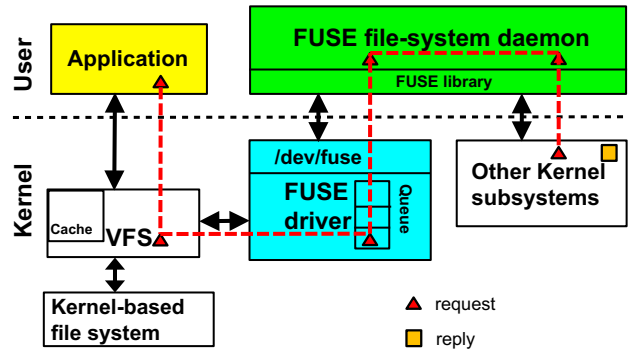 User
Application
FUSE file-system daemon
FUSE library
Kernel
Cache
VFS
/dev/fuse
FUSE
driver
Queue
Other Kernel
subsystems
Kernel-based
file system
request
reply